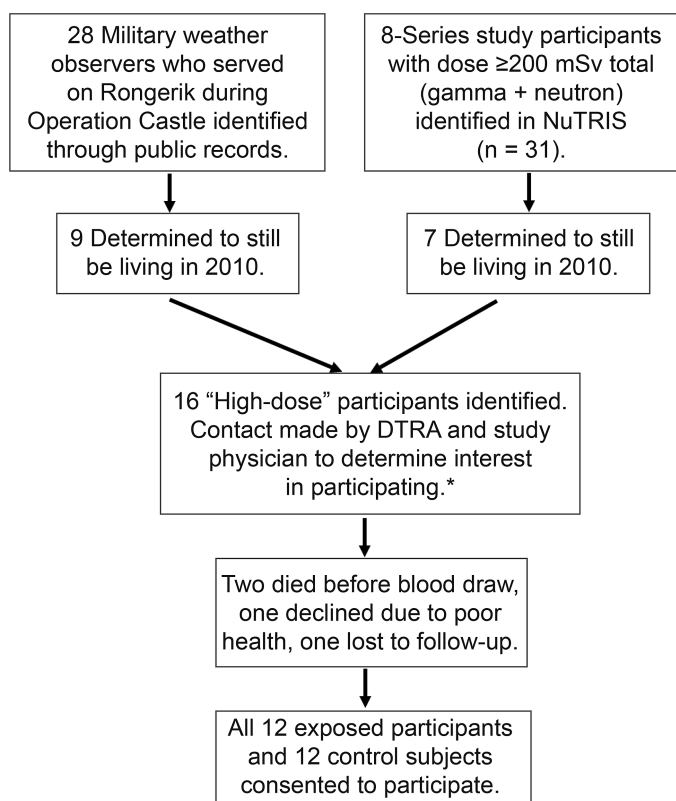 28 Military weather
observers who served
on Rongerik during
Operation Castle identified
through public records.
8-Series study participants
with dose ≥200 mSv total
(gamma + neutron)
identified in NuTRIS
(n = 31).
9 Determined to still
be living in 2010.
7 Determined to still
be living in 2010.
16 “High-dose” participants identified.
Contact made by DTRA and study
physician to determine interest
in participating.*
Two died before blood draw,
one declined due to poor
health, one lost to follow-up.
All 12 exposed participants
and 12 control subjects
consented to participate.